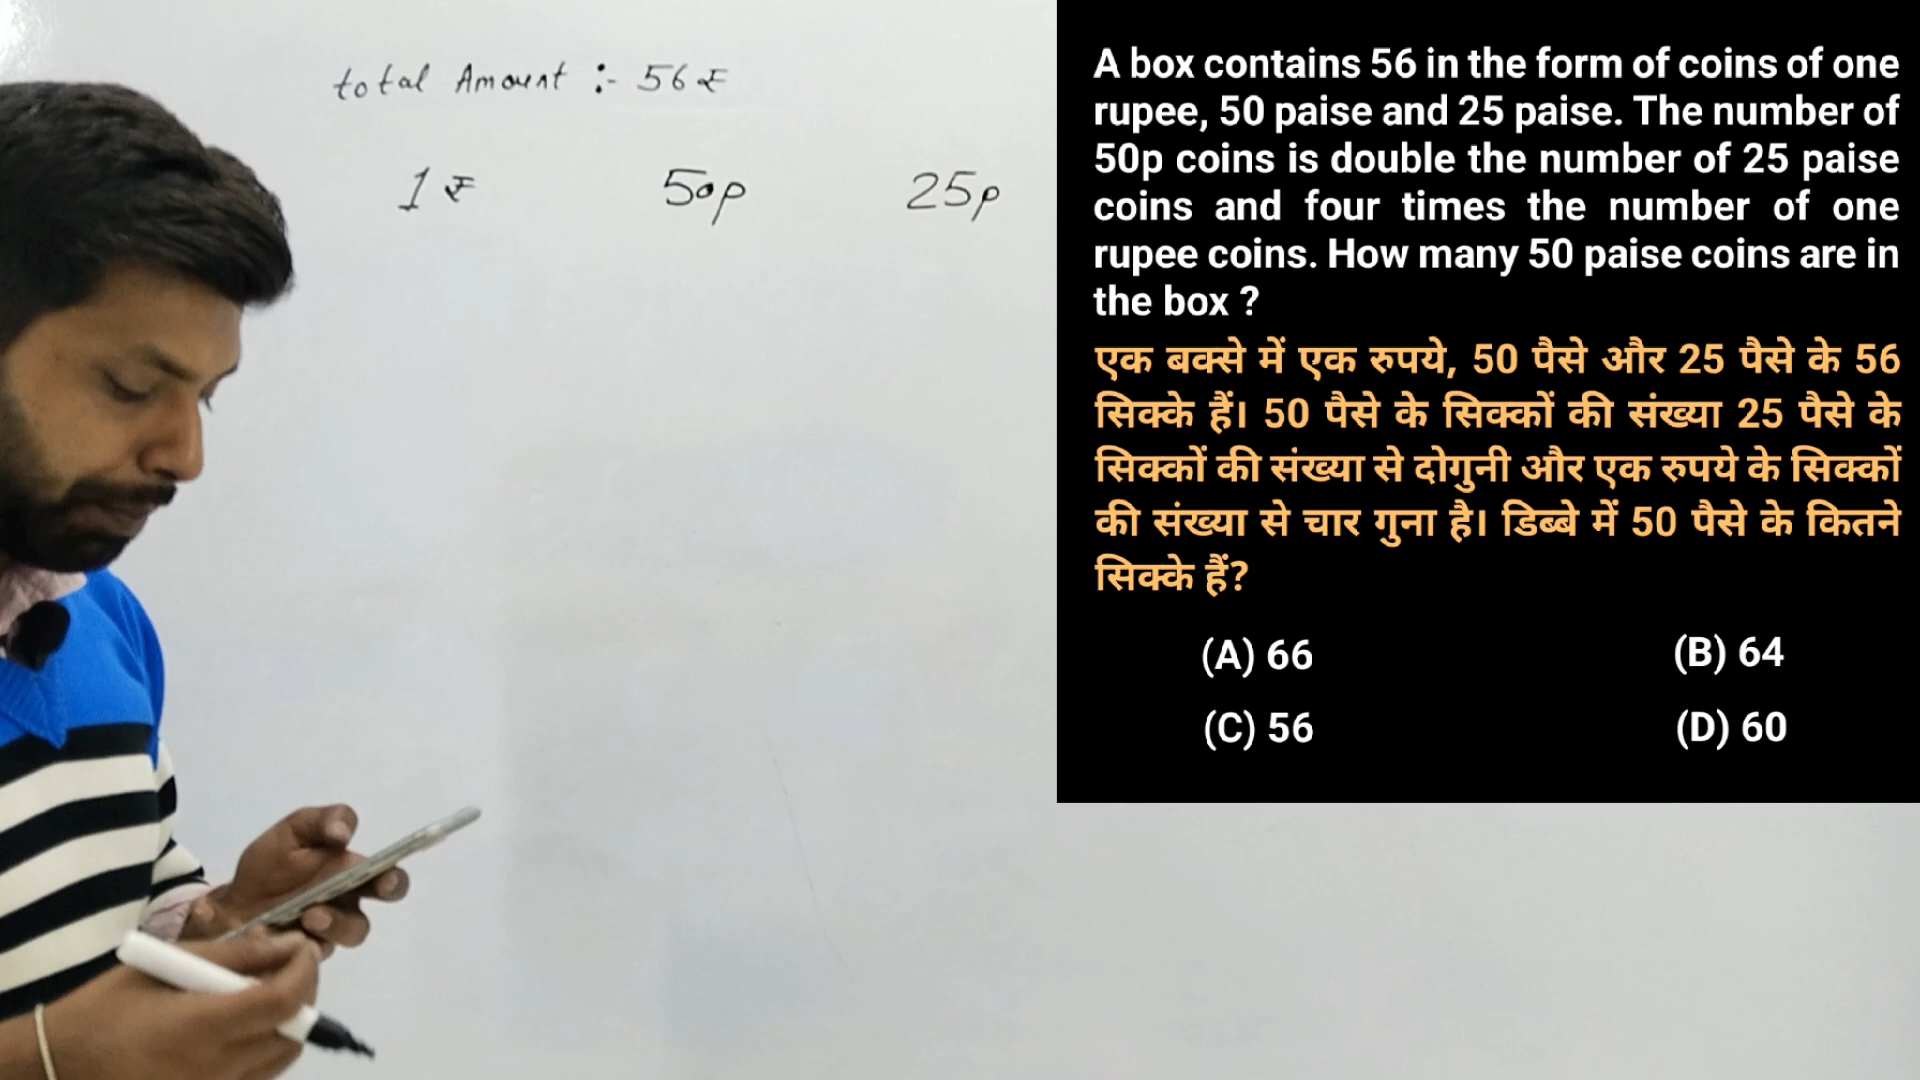 total Amount :- 56₹
1₹ 50p 25p
A box contains 56 in the form of coins of one
rupee, 50 paise and 25 paise. The number of
50p coins is double the number of 25 paise
coins and four times the number of one
rupee coins. How many 50 paise coins are in
the box ?
एक बक्से में एक रुपये, 50 पैसे और 25 पैसे के 56
सिक्के हैं। 50 पैसे के सिक्कों की संख्या 25 पैसे के
सिक्कों की संख्या से दोगुनी और एक रुपये के सिक्कों
की संख्या से चार गुना है। डिब्बे में 50 पैसे के कितने
सिक्के हैं?
(A) 66 (B) 64
(C) 56 (D) 60